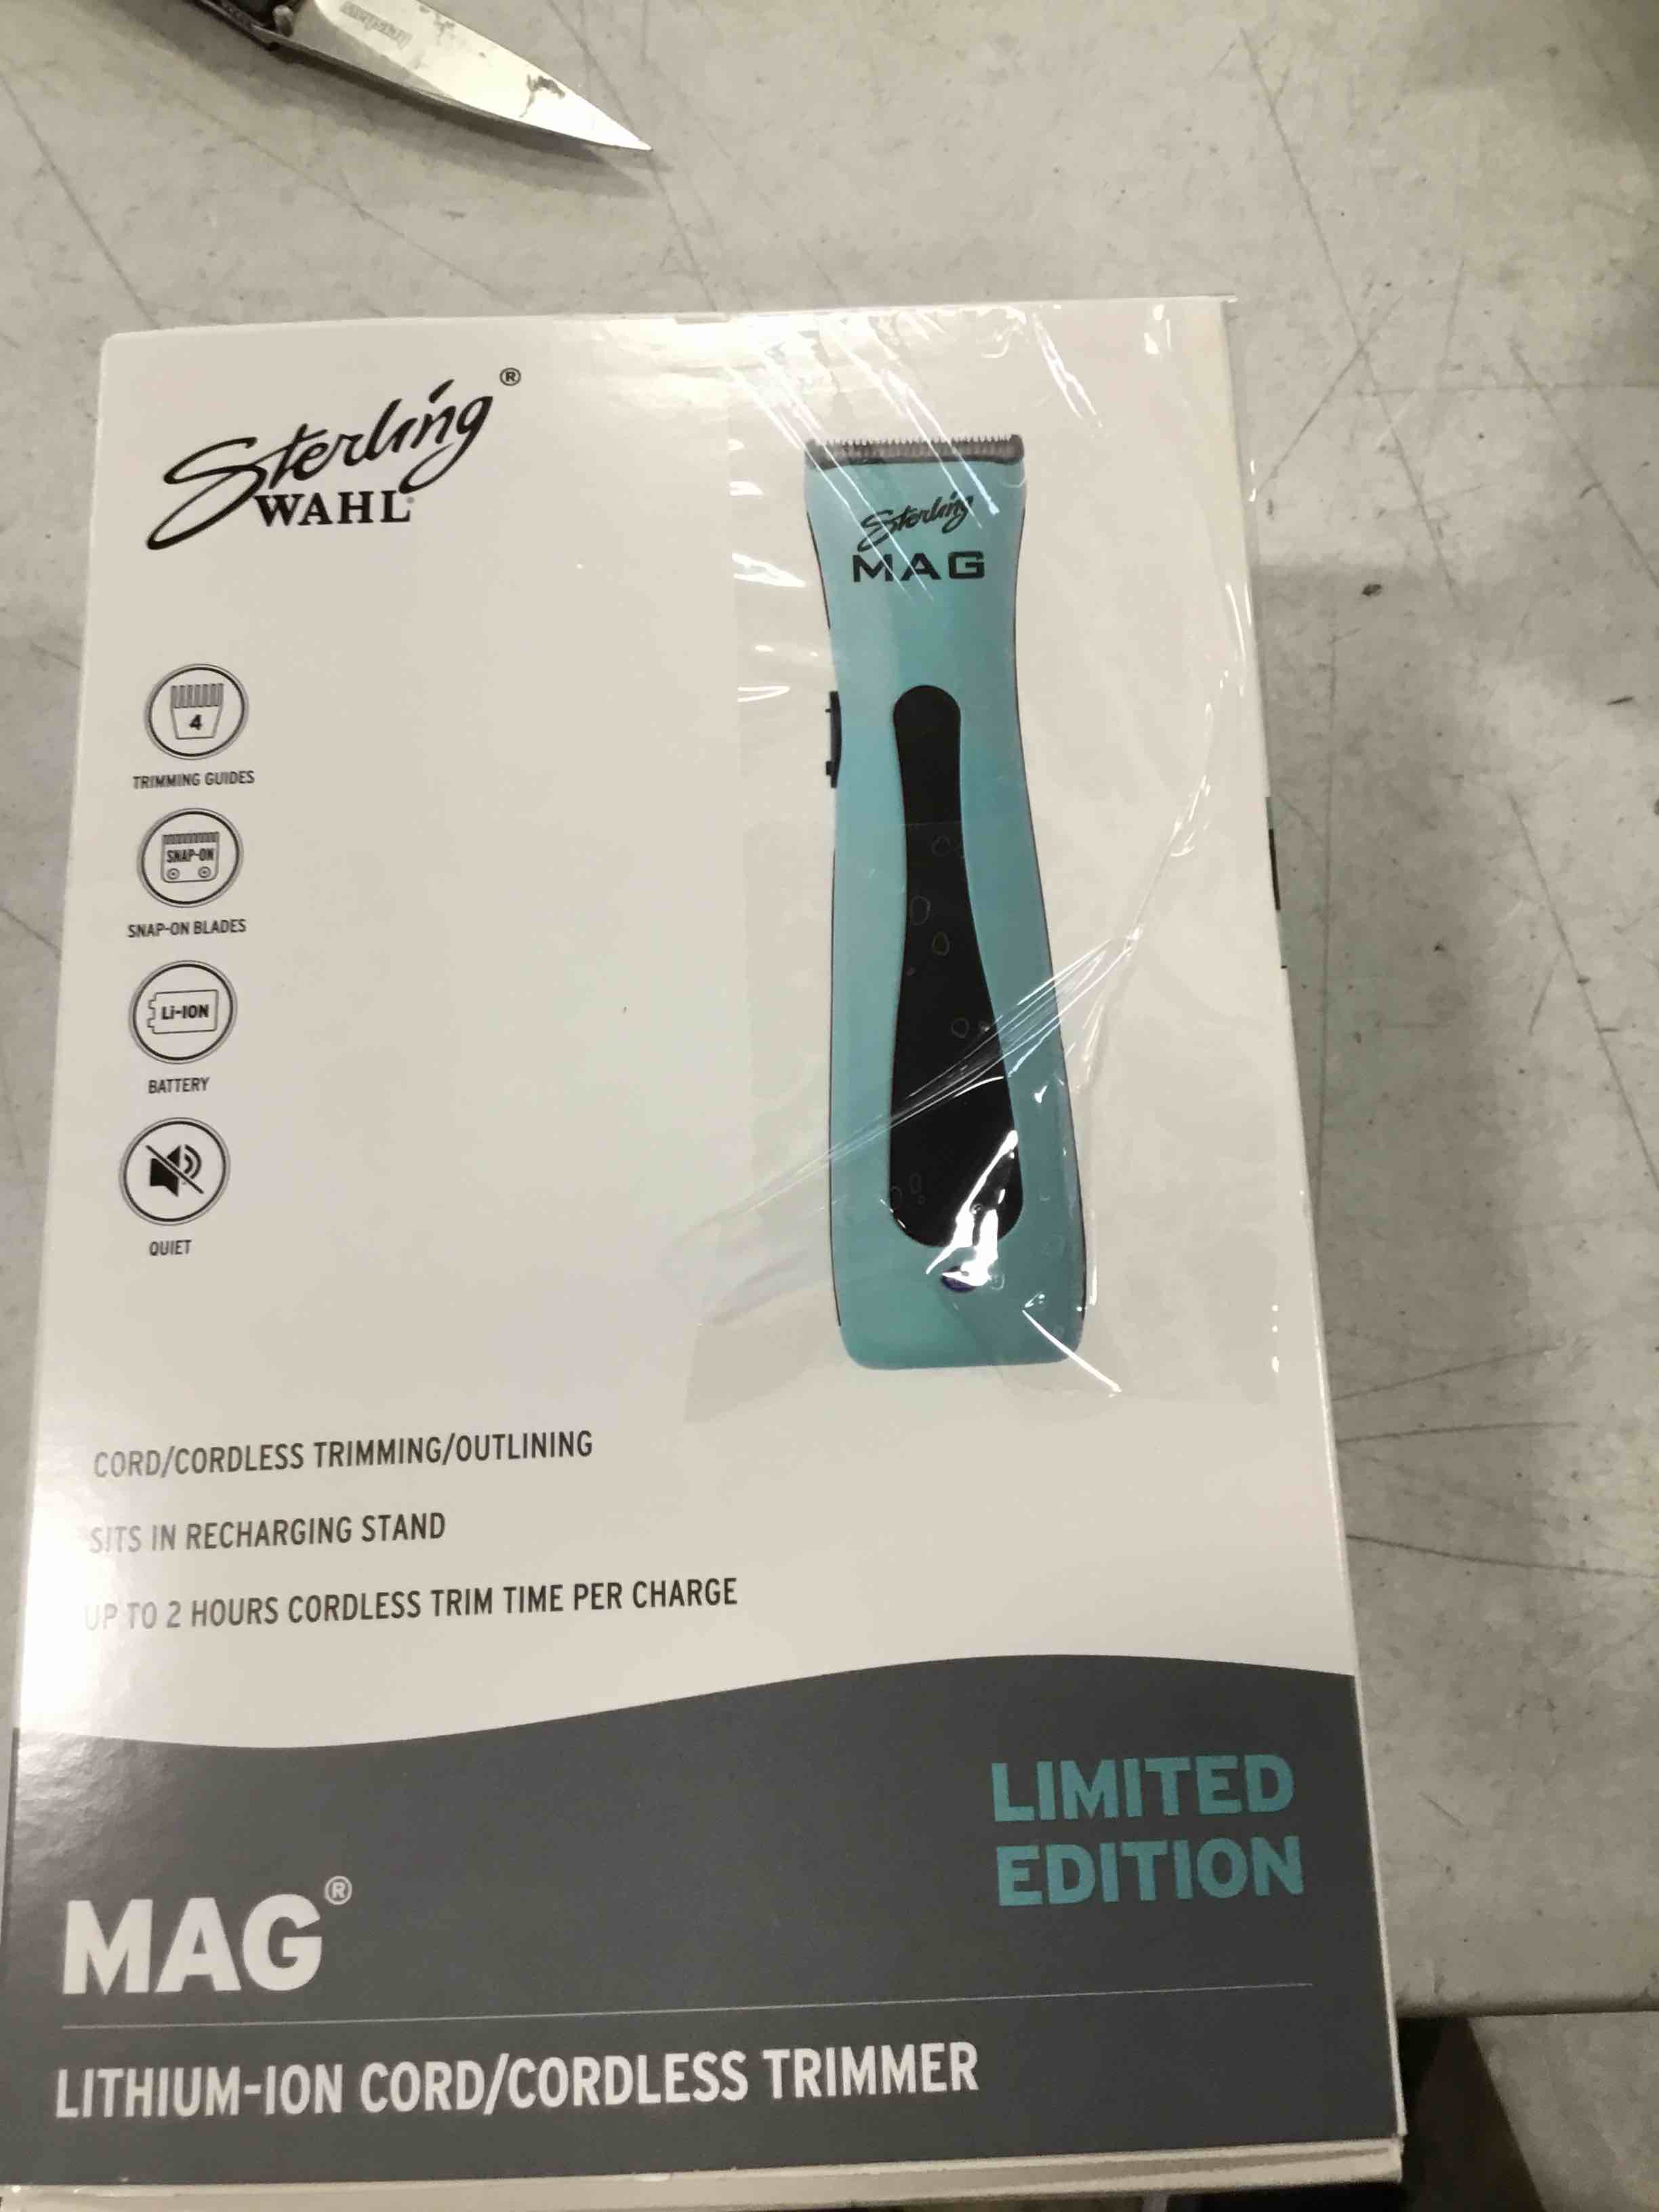 Sterling®
WAHL®
Sterling
MAG
4
TRIMMING GUIDES
SNAP-ON
SNAP-ON BLADES
Li-ION
BATTERY
QUIET
CORD/CORDLESS TRIMMING/OUTLINING
SITS IN RECHARGING STAND
UP TO 2 HOURS CORDLESS TRIM TIME PER CHARGE
LIMITED
EDITION
MAG®
LITHIUM-ION CORD/CORDLESS TRIMMER